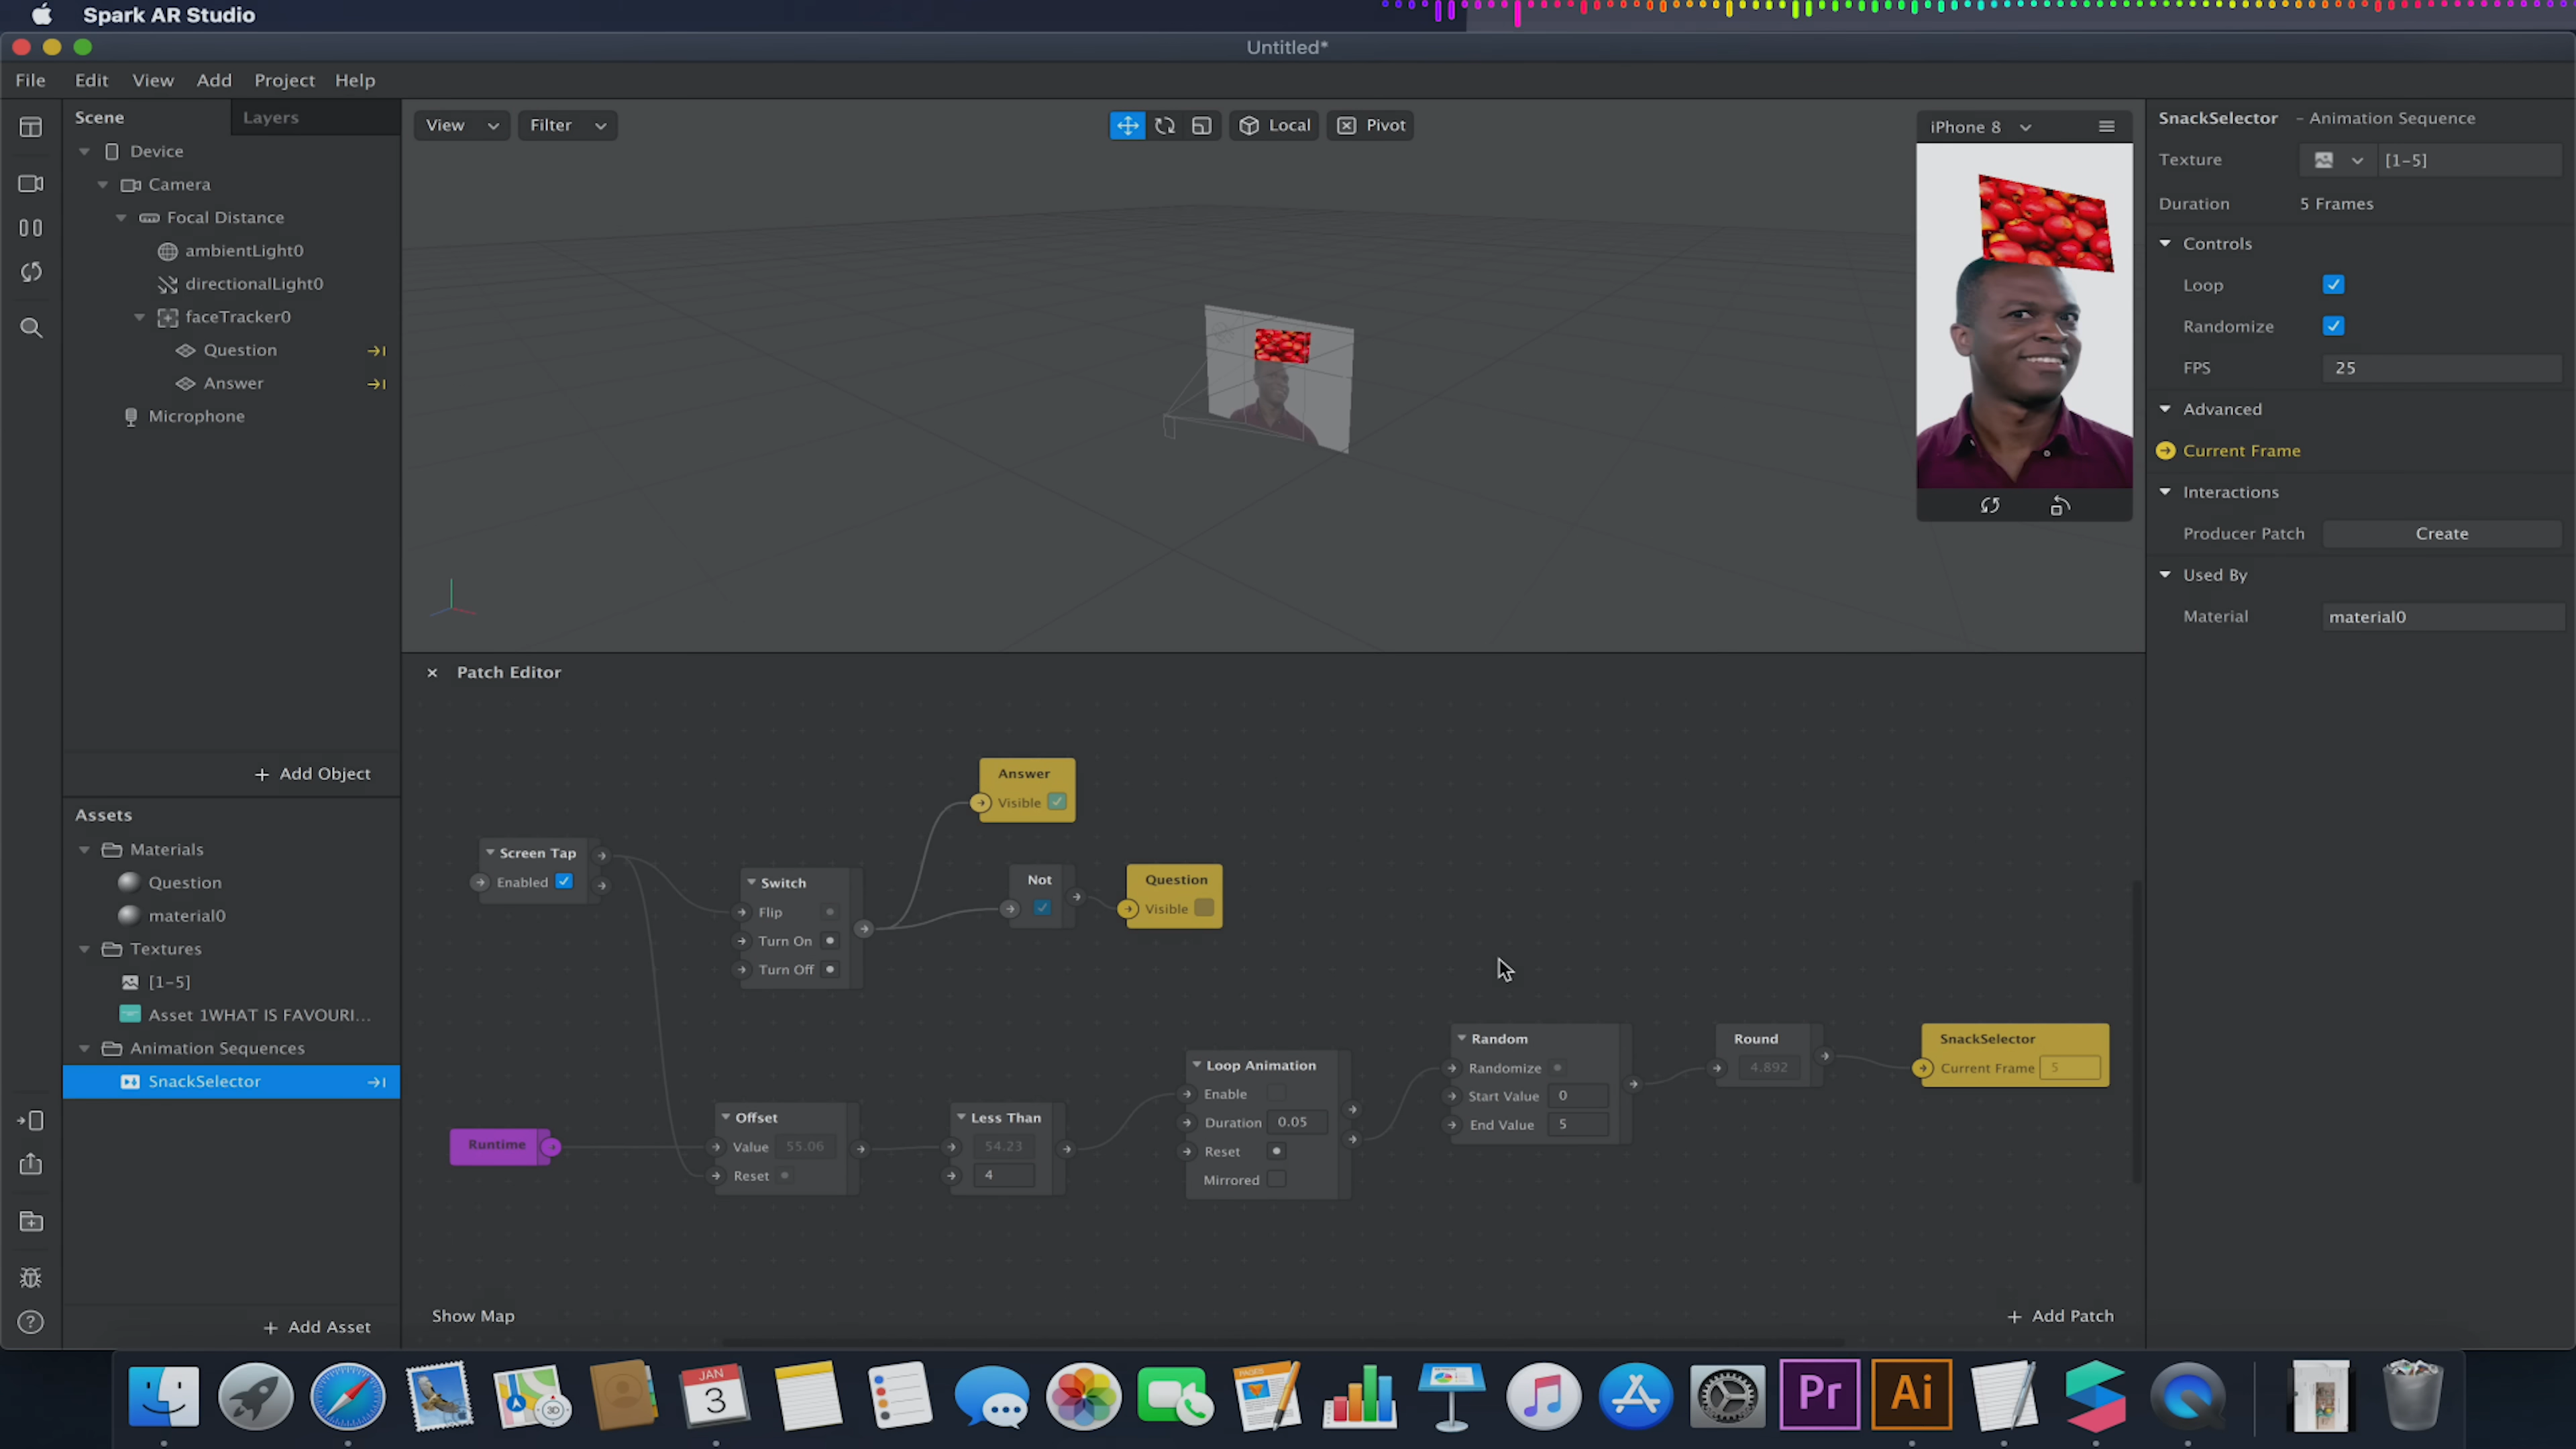 Spark AR Studio
Untitled*
File Edit View Add Project Help
Scene Layers
Device
Camera
Focal Distance
ambientLight0
directionalLight0
faceTracker0
Question
Answer
Microphone
+ Add Object
Assets
Materials
Question
material0
Textures
[1-5]
Asset 1WHAT IS FAVOURI...
Animation Sequences
SnackSelector
+ Add Asset
View Filter
Local Pivot
iPhone 8
SnackSelector - Animation Sequence
Texture [1-5]
Duration 5 Frames
Controls
Loop
Randomize
FPS 25
Advanced
Current Frame
Interactions
Producer Patch Create
Used By
Material material0
× Patch Editor
Answer
Visible
Screen Tap
Enabled
Switch
Flip
Turn On
Turn Off
Not
Question
Visible
Runtime
Offset
Value 55.06
Reset
Less Than
54.23
4
Loop Animation
Enable
Duration 0.05
Reset
Mirrored
Random
Randomize
Start Value 0
End Value 5
Round
4.892
SnackSelector
Current Frame 5
Show Map
+ Add Patch
3D
JAN
3
PAGES
Pr
Ai